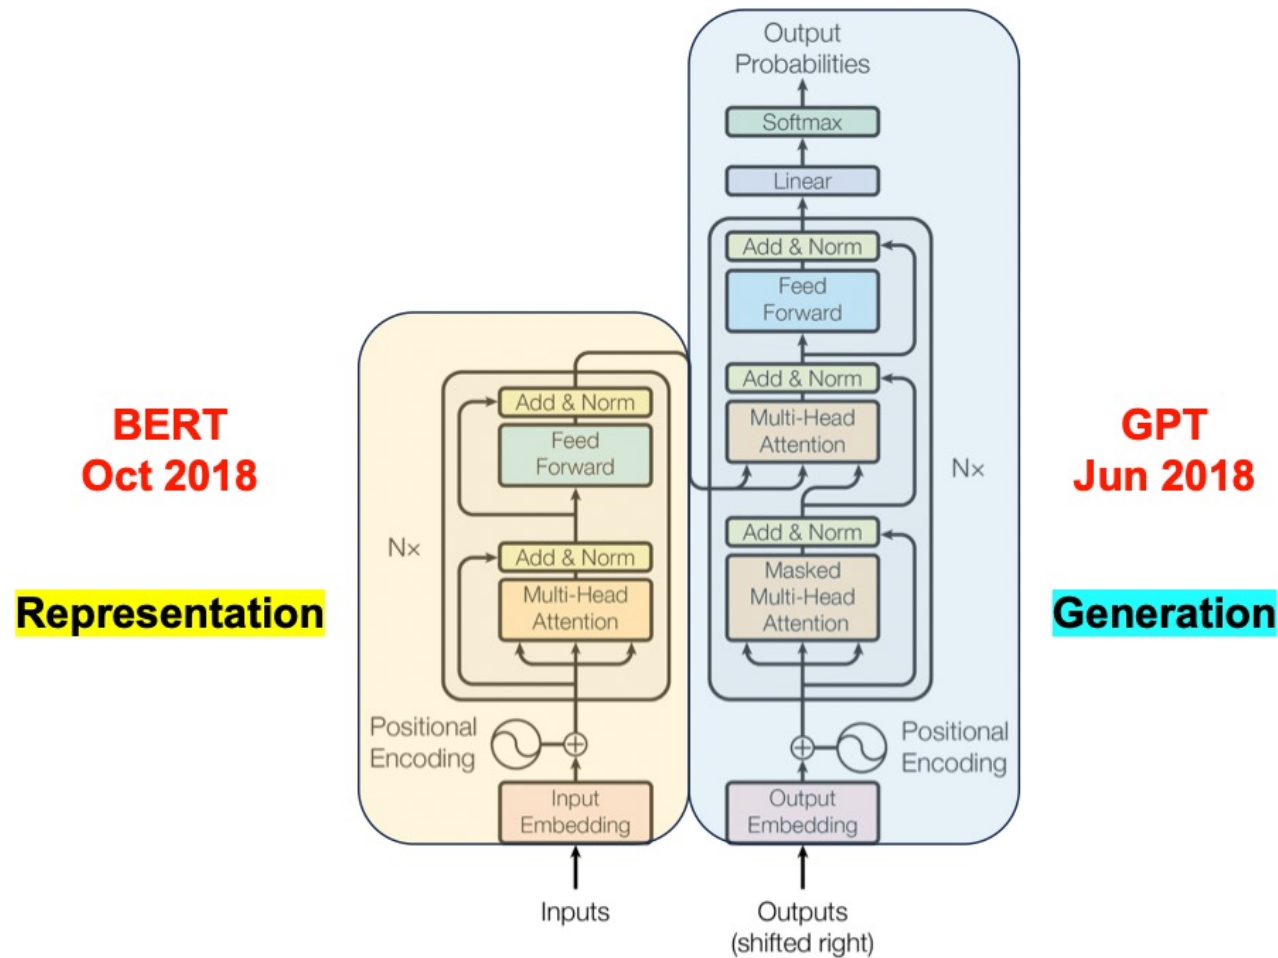 BERT
Oct 2018
Representation
Nx
Add & Norm
Feed
Forward
Add & Norm
Multi-Head
Attention
Positional
Encoding
Input
Embedding
Inputs
Output
Probabilities
Softmax
Linear
Add & Norm
Feed
Forward
Add & Norm
Multi-Head
Attention
Add & Norm
Masked
Multi-Head
Attention
Nx
Positional
Encoding
Output
Embedding
Outputs
(shifted right)
GPT
Jun 2018
Generation